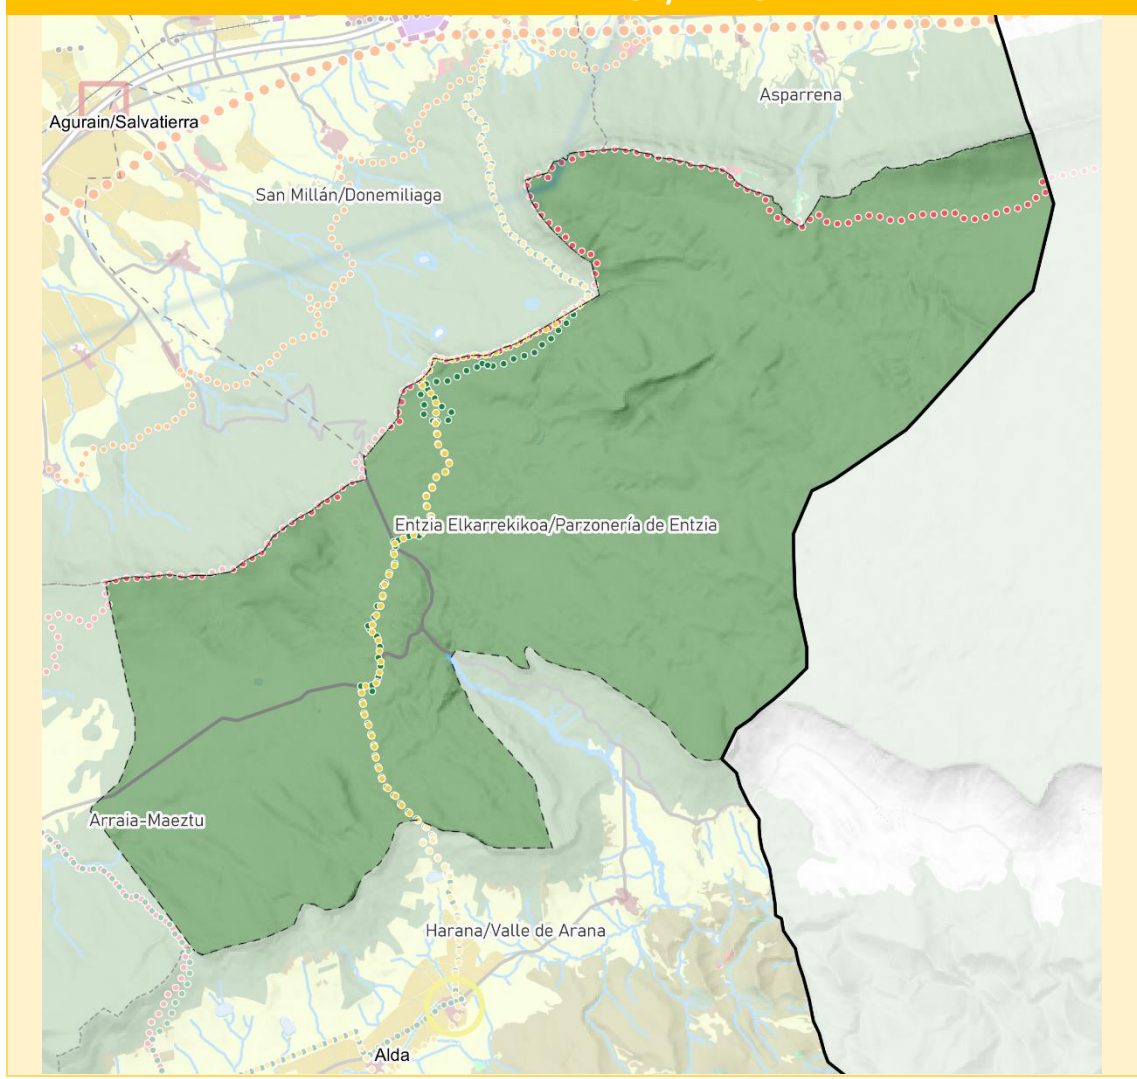 Asparrena
Agurain/Salvatierra
San Millán/Donemiliaga
Entzia Elkarrekikoa/Parzonería de Entzia
Arraia-Maeztu
Harana/Valle de Arana
Alda